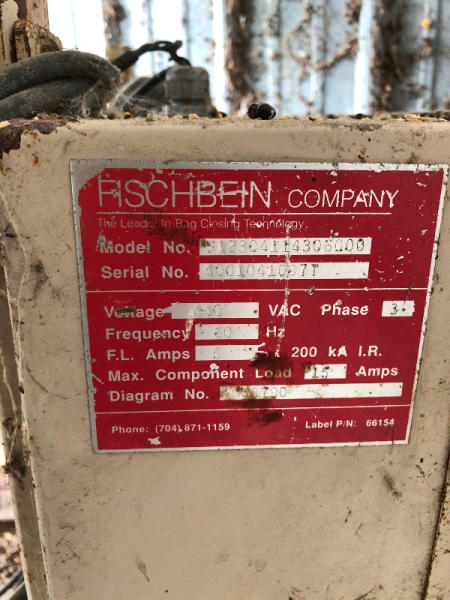 FISCHBEIN COMPANY
The Leader in Bag Closing Technology
Model No.
Serial No.
Voltage VAC Phase 3
Frequency 60 Hz
F.L. Amps 200 kA I.R.
Max. Component Load 15 Amps
Diagram No.
Phone: (704) 871-1159 Label P/N: 66154